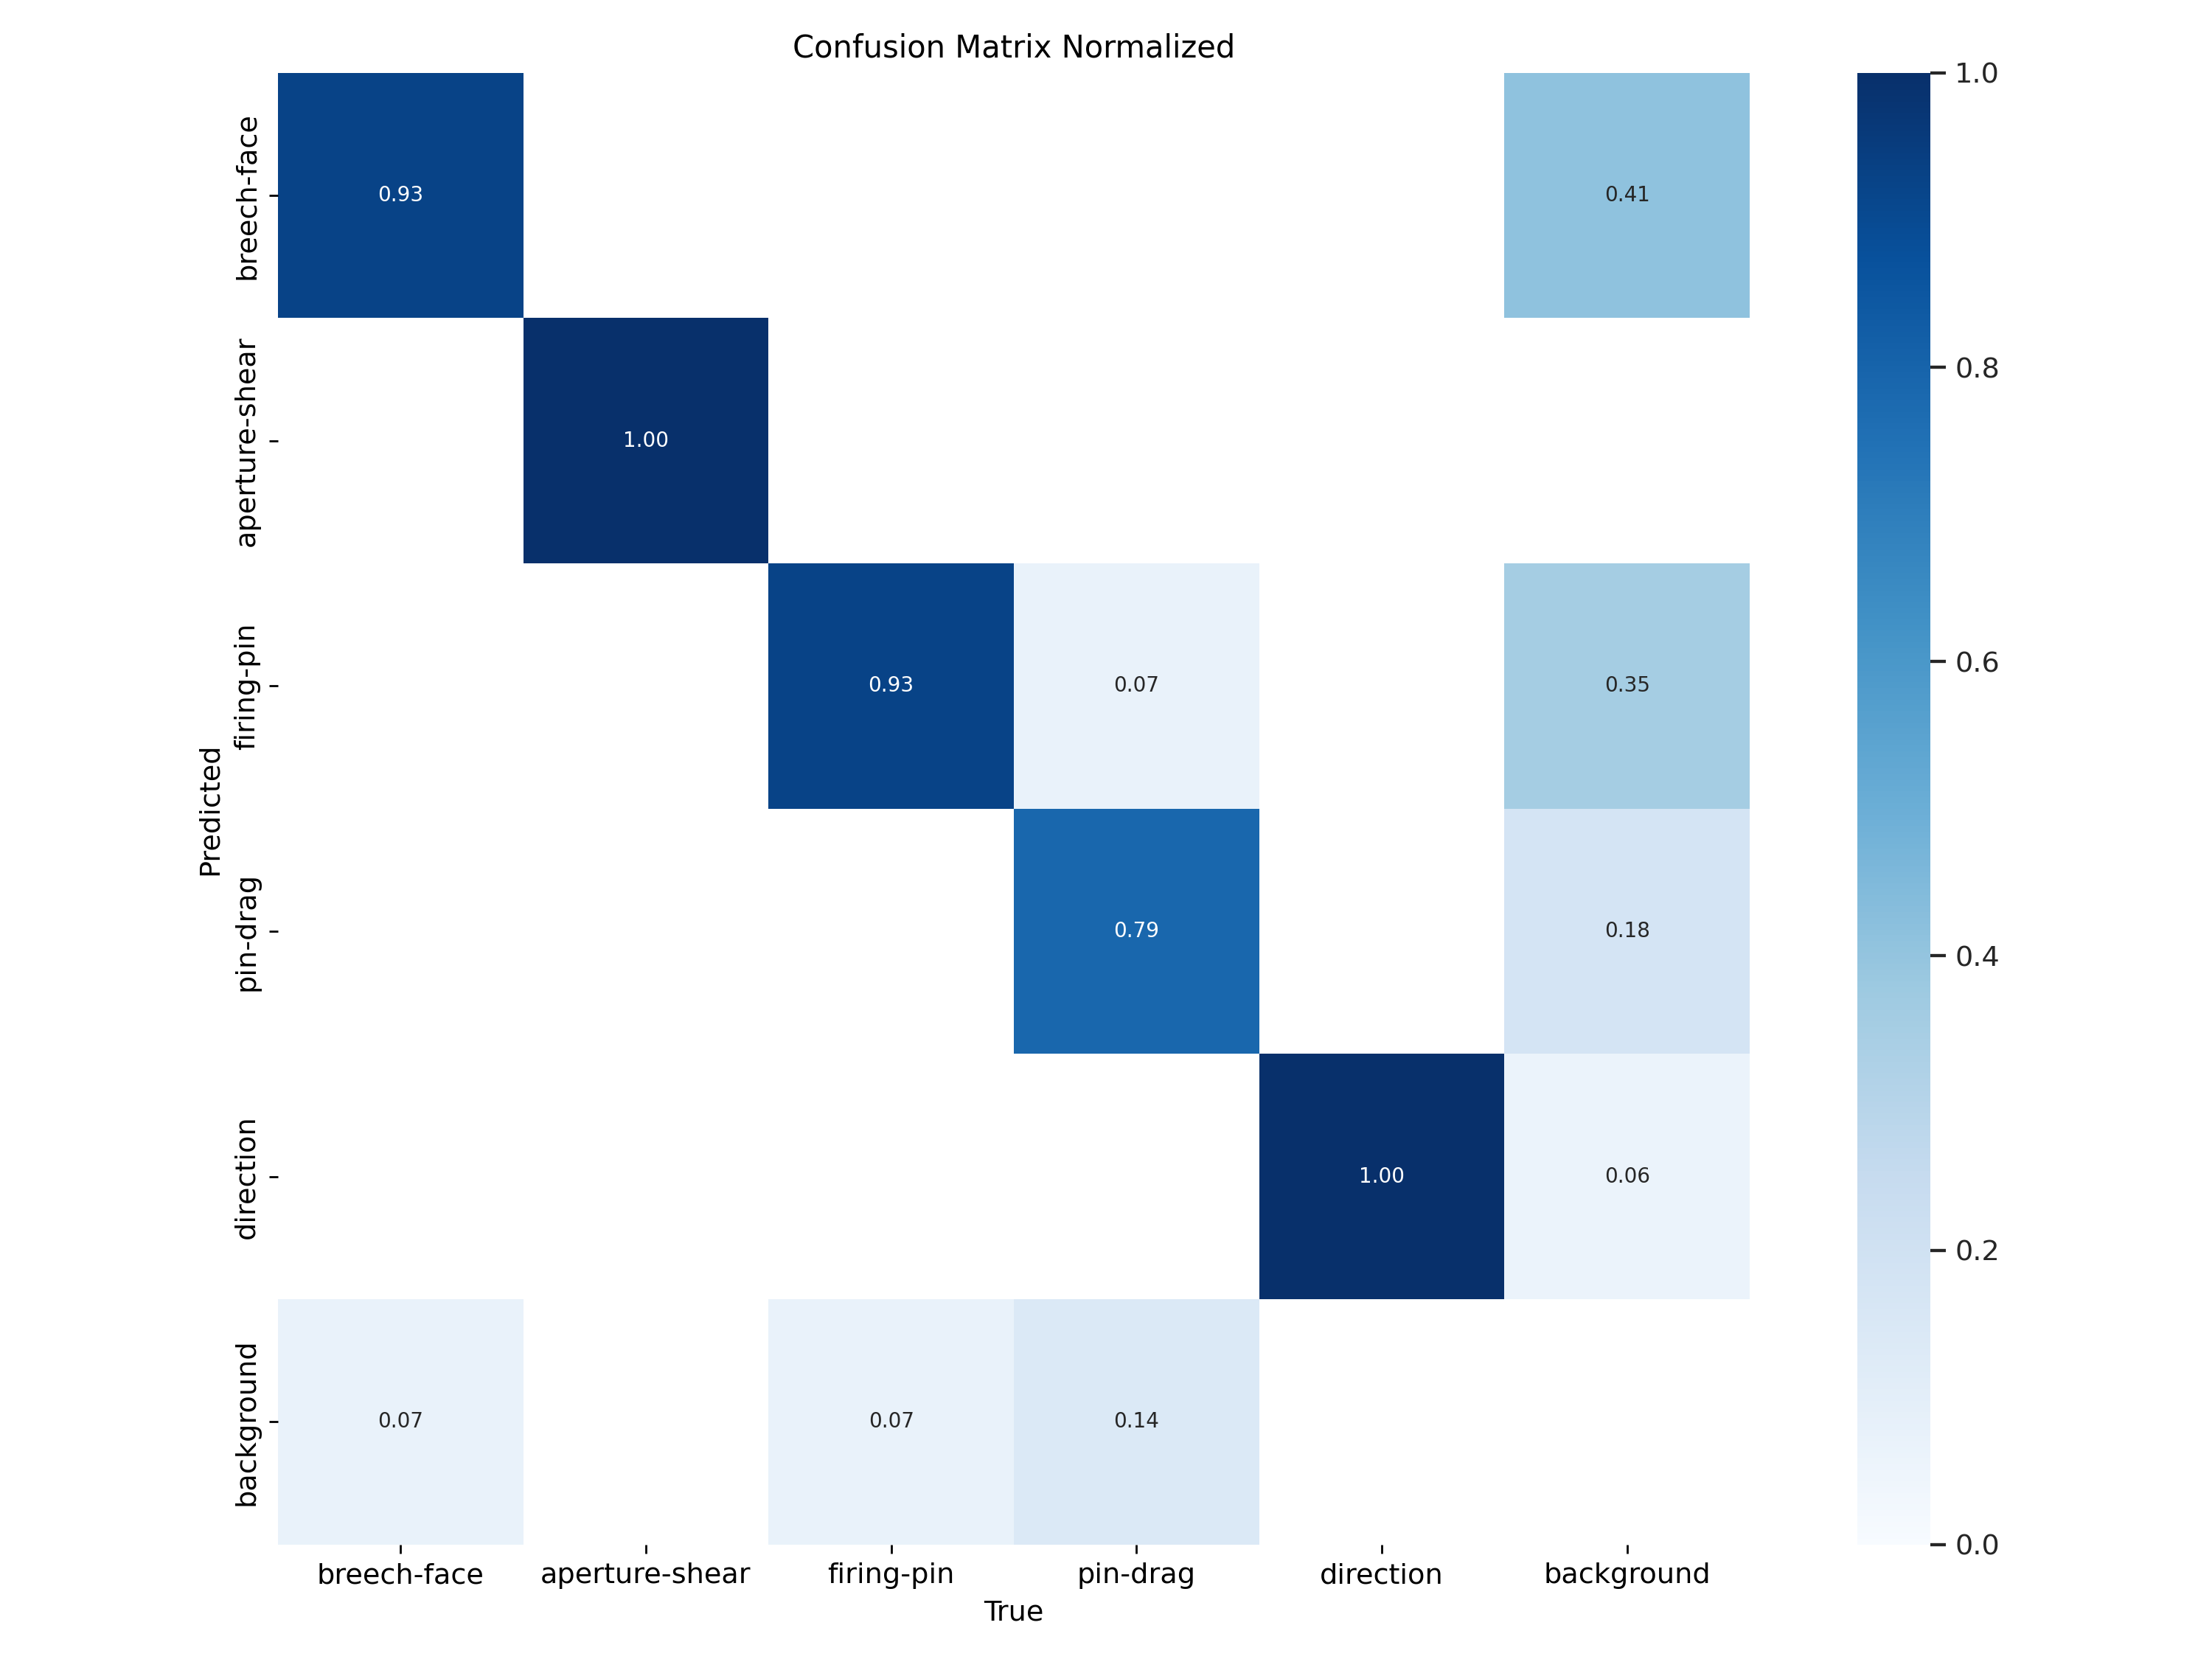 Confusion Matrix Normalized
breech-face
0.93
0.41
aperture-shear
1.00
firing-pin
0.93
0.07
0.35
pin-drag
0.79
0.18
direction
1.00
0.06
background
0.07
0.07
0.14
Predicted
breech-face
aperture-shear
firing-pin
pin-drag
direction
background
True
1.0
0.8
0.6
0.4
0.2
0.0